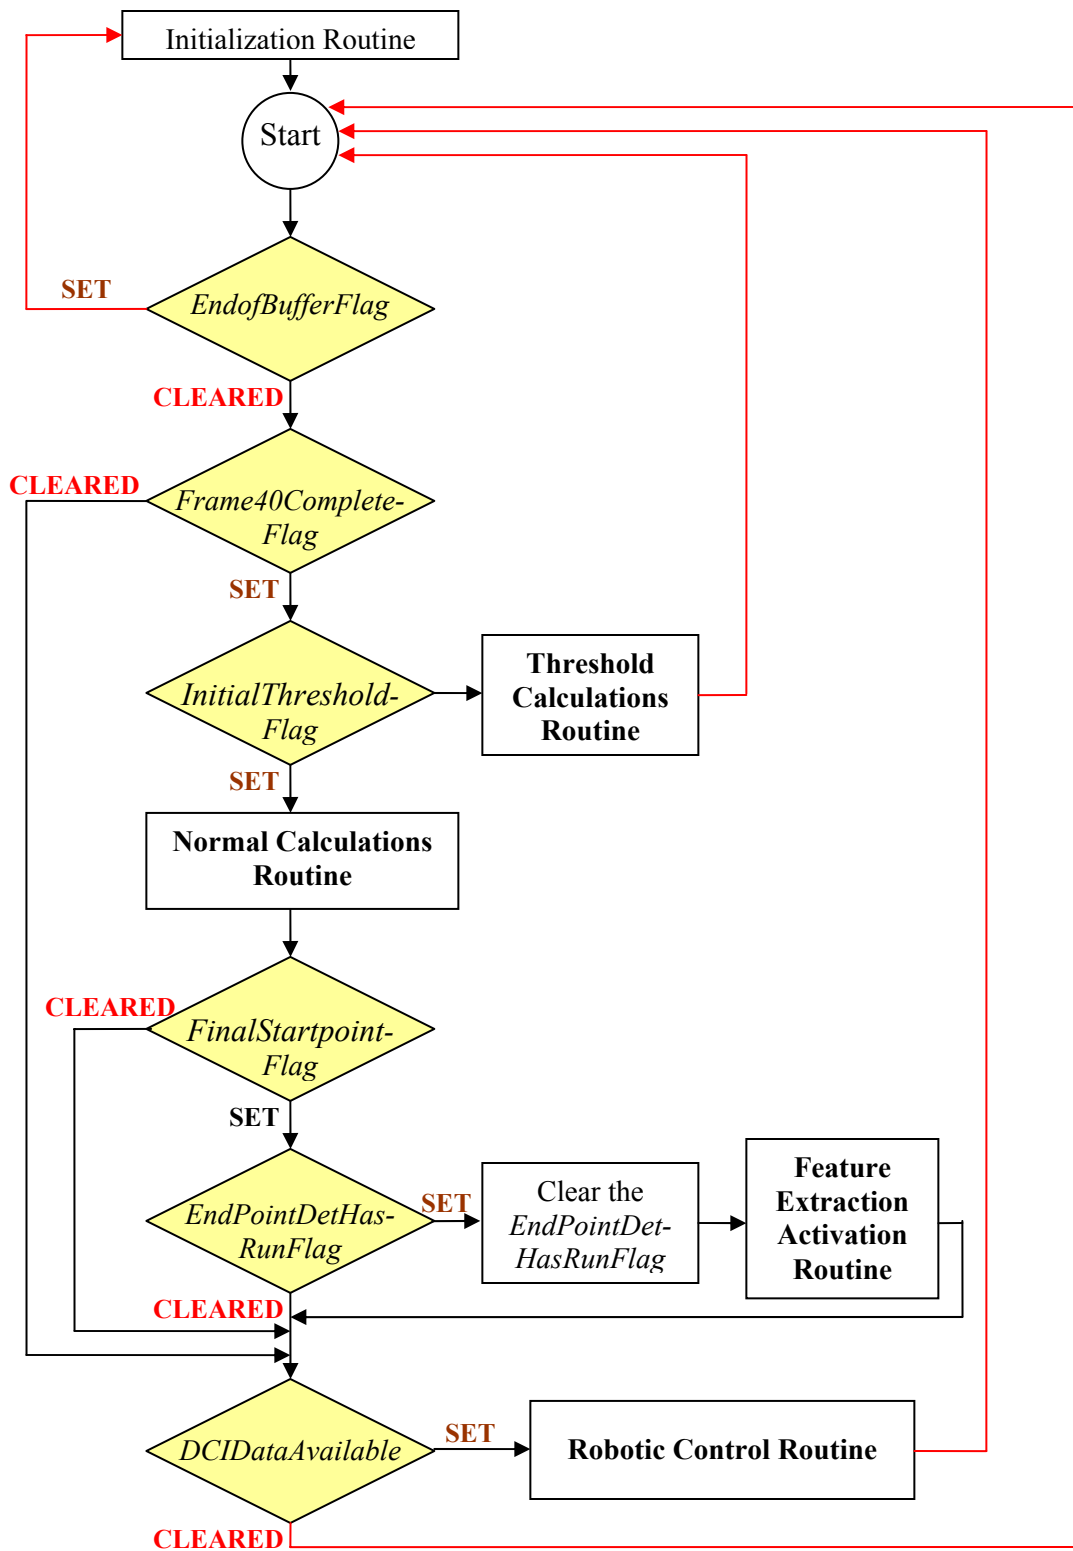 Initialization Routine
Start
SET
EndofBufferFlag
CLEARED
CLEARED
Frame40Complete-
Flag
SET
InitialThreshold-
Flag
Threshold
Calculations
Routine
SET
Normal Calculations
Routine
CLEARED
FinalStartpoint-
Flag
SET
EndPointDetHas-
RunFlag
SET
Clear the
EndPointDet-
HasRunFlag
Feature
Extraction
Activation
Routine
CLEARED
DCIDataAvailable
SET
Robotic Control Routine
CLEARED